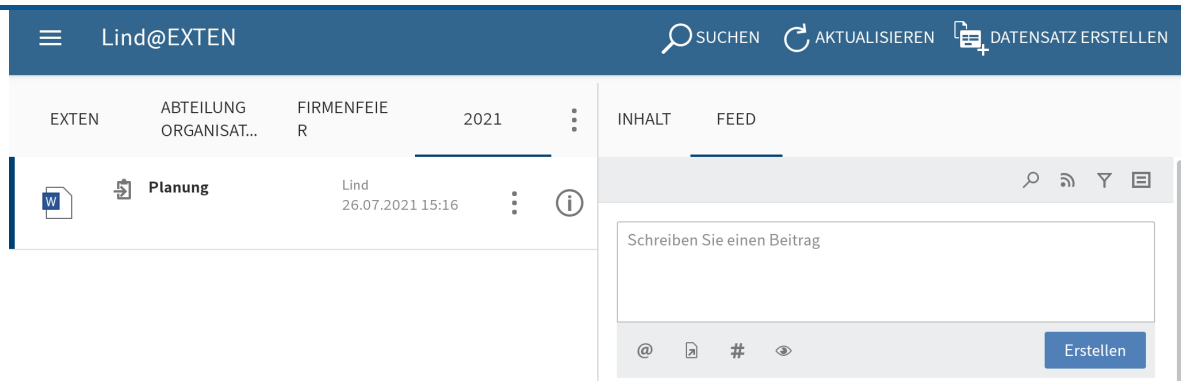 Lind@EXTEN
SUCHEN
AKTUALISIEREN
DATENSATZ ERSTELLEN
EXTEN
ABTEILUNG
ORGANISAT...
FIRMENFEIE
R
2021
INHALT
FEED
W
Planung
Lind
26.07.2021 15:16
Schreiben Sie einen Beitrag
@
#
Erstellen